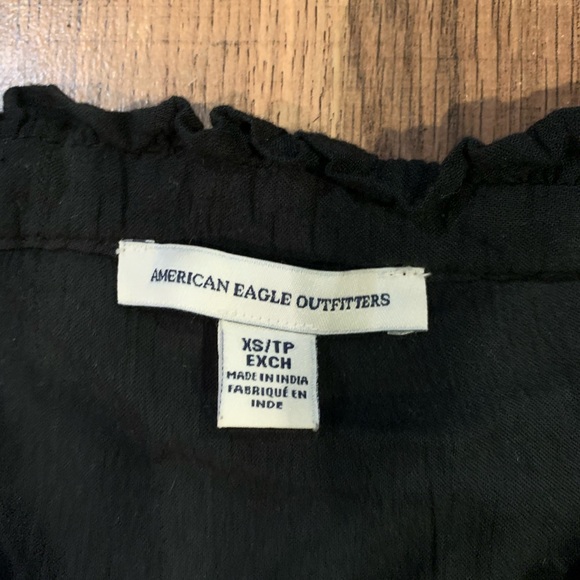 AMERICAN EAGLE OUTFITTERS
XS/TP
EXCH
MADE IN INDIA
FABRIQUÉ EN
INDE